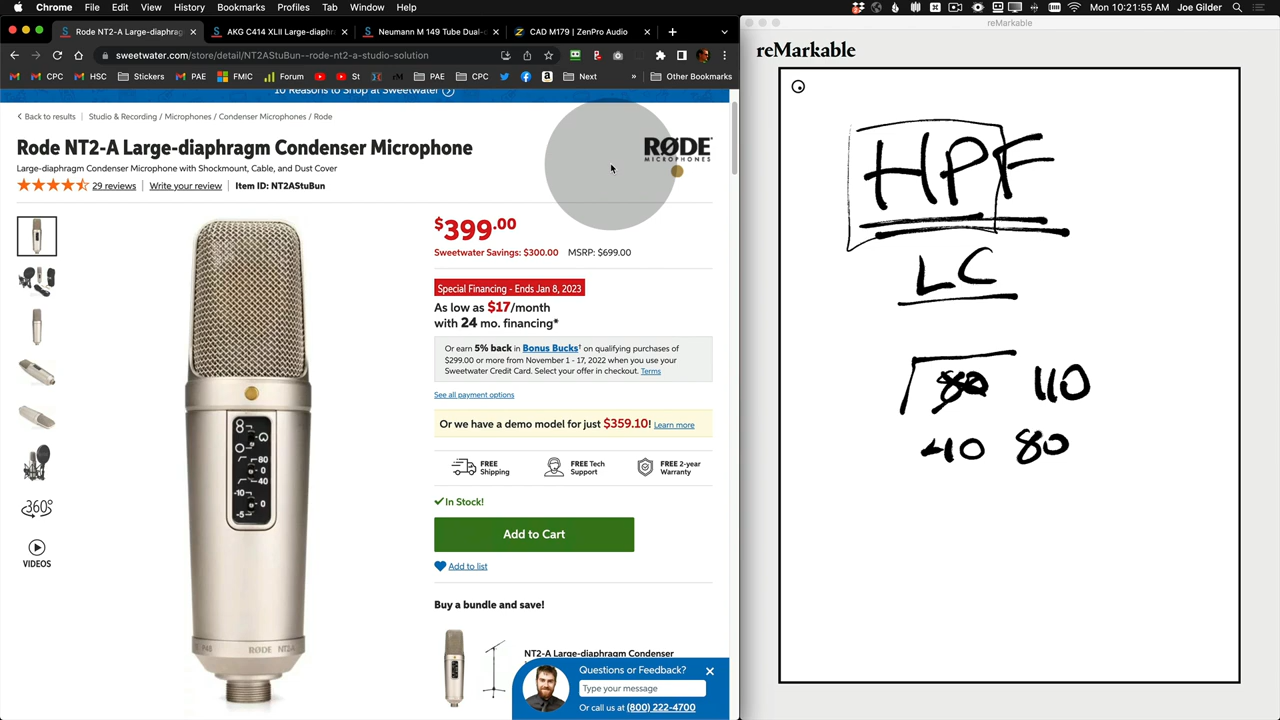 Chrome File Edit View History Bookmarks Profiles Tab Window Help
Mon 10:21:55 AM Joe Gilder
Rode NT2-A Large-diaphrag
AKG C414 XLII Large-diaphr
Neumann M 149 Tube Dual-
CAD M179 | ZenPro Audio
sweetwater.com/store/detail/NT2AStuBun--rode-nt2-a-studio-solution
MM CPC HSC Stickers PAE FMIC Forum St rM PAE CPC Next » Other Bookmarks
10 Reasons to Shop at Sweetwater
Back to results
Studio & Recording / Microphones / Condenser Microphones / Rode
Rode NT2-A Large-diaphragm Condenser Microphone
Large-diaphragm Condenser Microphone with Shockmount, Cable, and Dust Cover
29 reviews | Write your review | Item ID: NT2AStuBun
RØDE
MICROPHONES
$399.00
Sweetwater Savings: $300.00 MSRP: $699.00
Special Financing - Ends Jan 8, 2023
As low as $17/month
with 24 mo. financing*
Or earn 5% back in Bonus Bucks† on qualifying purchases of
$299.00 or more from November 1 - 17, 2022 when you use your
Sweetwater Credit Card. Select your offer in checkout. Terms
See all payment options
Or we have a demo model for just $359.10! Learn more
FREE Shipping
FREE Tech Support
FREE 2-year Warranty
In Stock!
Add to Cart
Add to list
Buy a bundle and save!
NT2-A Large-diaphragm Condenser
360°
VIDEOS
80
0
40
-10
0
-5
RØDE NT2-A
Questions or Feedback?
Type your message
Or call us at (800) 222-4700
reMarkable
reMarkable
HPF
LC
80 110
40 80